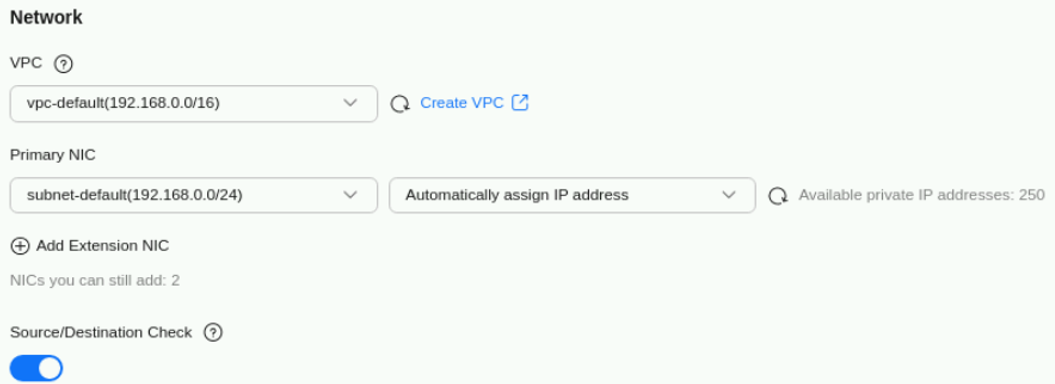 Network
VPC
vpc-default(192.168.0.0/16) Create VPC
Primary NIC
subnet-default(192.168.0.0/24) Automatically assign IP address Available private IP addresses: 250
Add Extension NIC
NICs you can still add: 2
Source/Destination Check